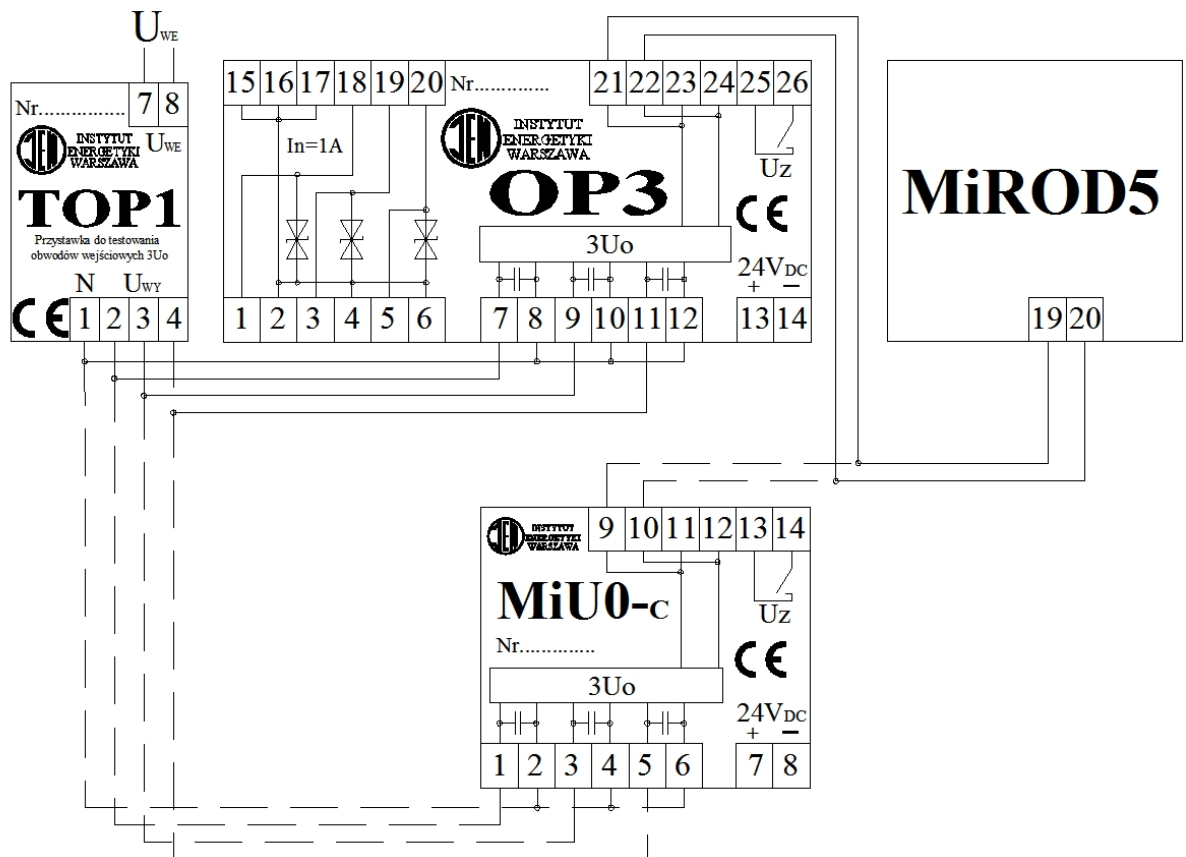 UWE
Nr...............
7 8
UWE
INSTYTUT
ENERGETYKI
WARSZAWA
TOP1
Przystawka do testowania
obwodów wejściowych 3Uo
N UWY
CE 1 2 3 4
15 16 17 18 19 20
Nr.............
21 22 23 24 25 26
In=1A
JEN
INSTYTUT
ENERGETYKI
WARSZAWA
OP3
Uz
CE
3Uo
24VDC
+ −
1 2 3 4 5 6 7 8 9 10 11 12 13 14
MiROD5
19 20
INSTYTUT
ENERGETYKI
WARSZAWA
9 10 11 12 13 14
MiU0-C
Uz
Nr.............
CE
3Uo
24VDC
+ −
1 2 3 4 5 6 7 8